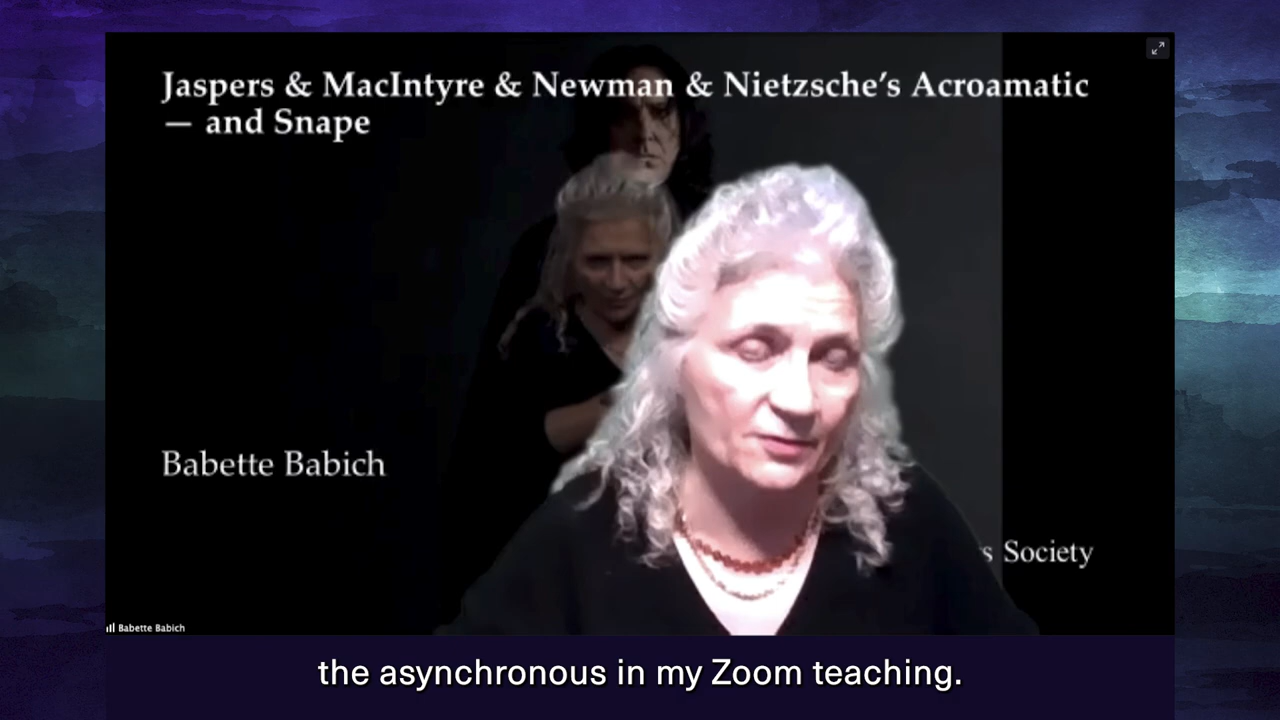 Jaspers & MacIntyre & Newman & Nietzsche's Acroamatic
— and Snape
Babette Babich
Society
Babette Babich
the asynchronous in my Zoom teaching.